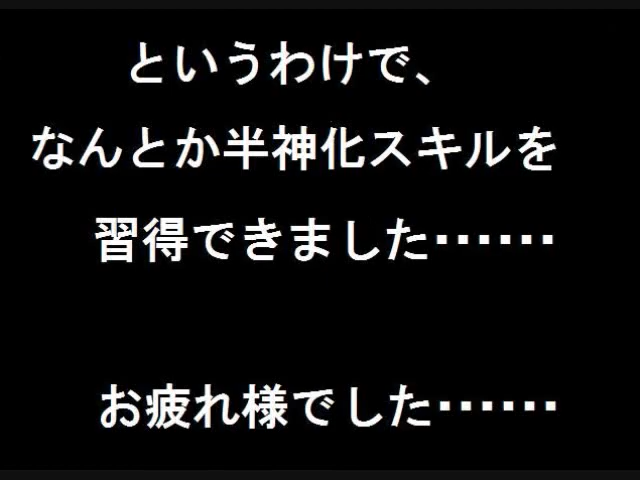 というわけで、
なんとか半神化スキルを
習得できました‥‥‥
お疲れ様でした‥‥‥